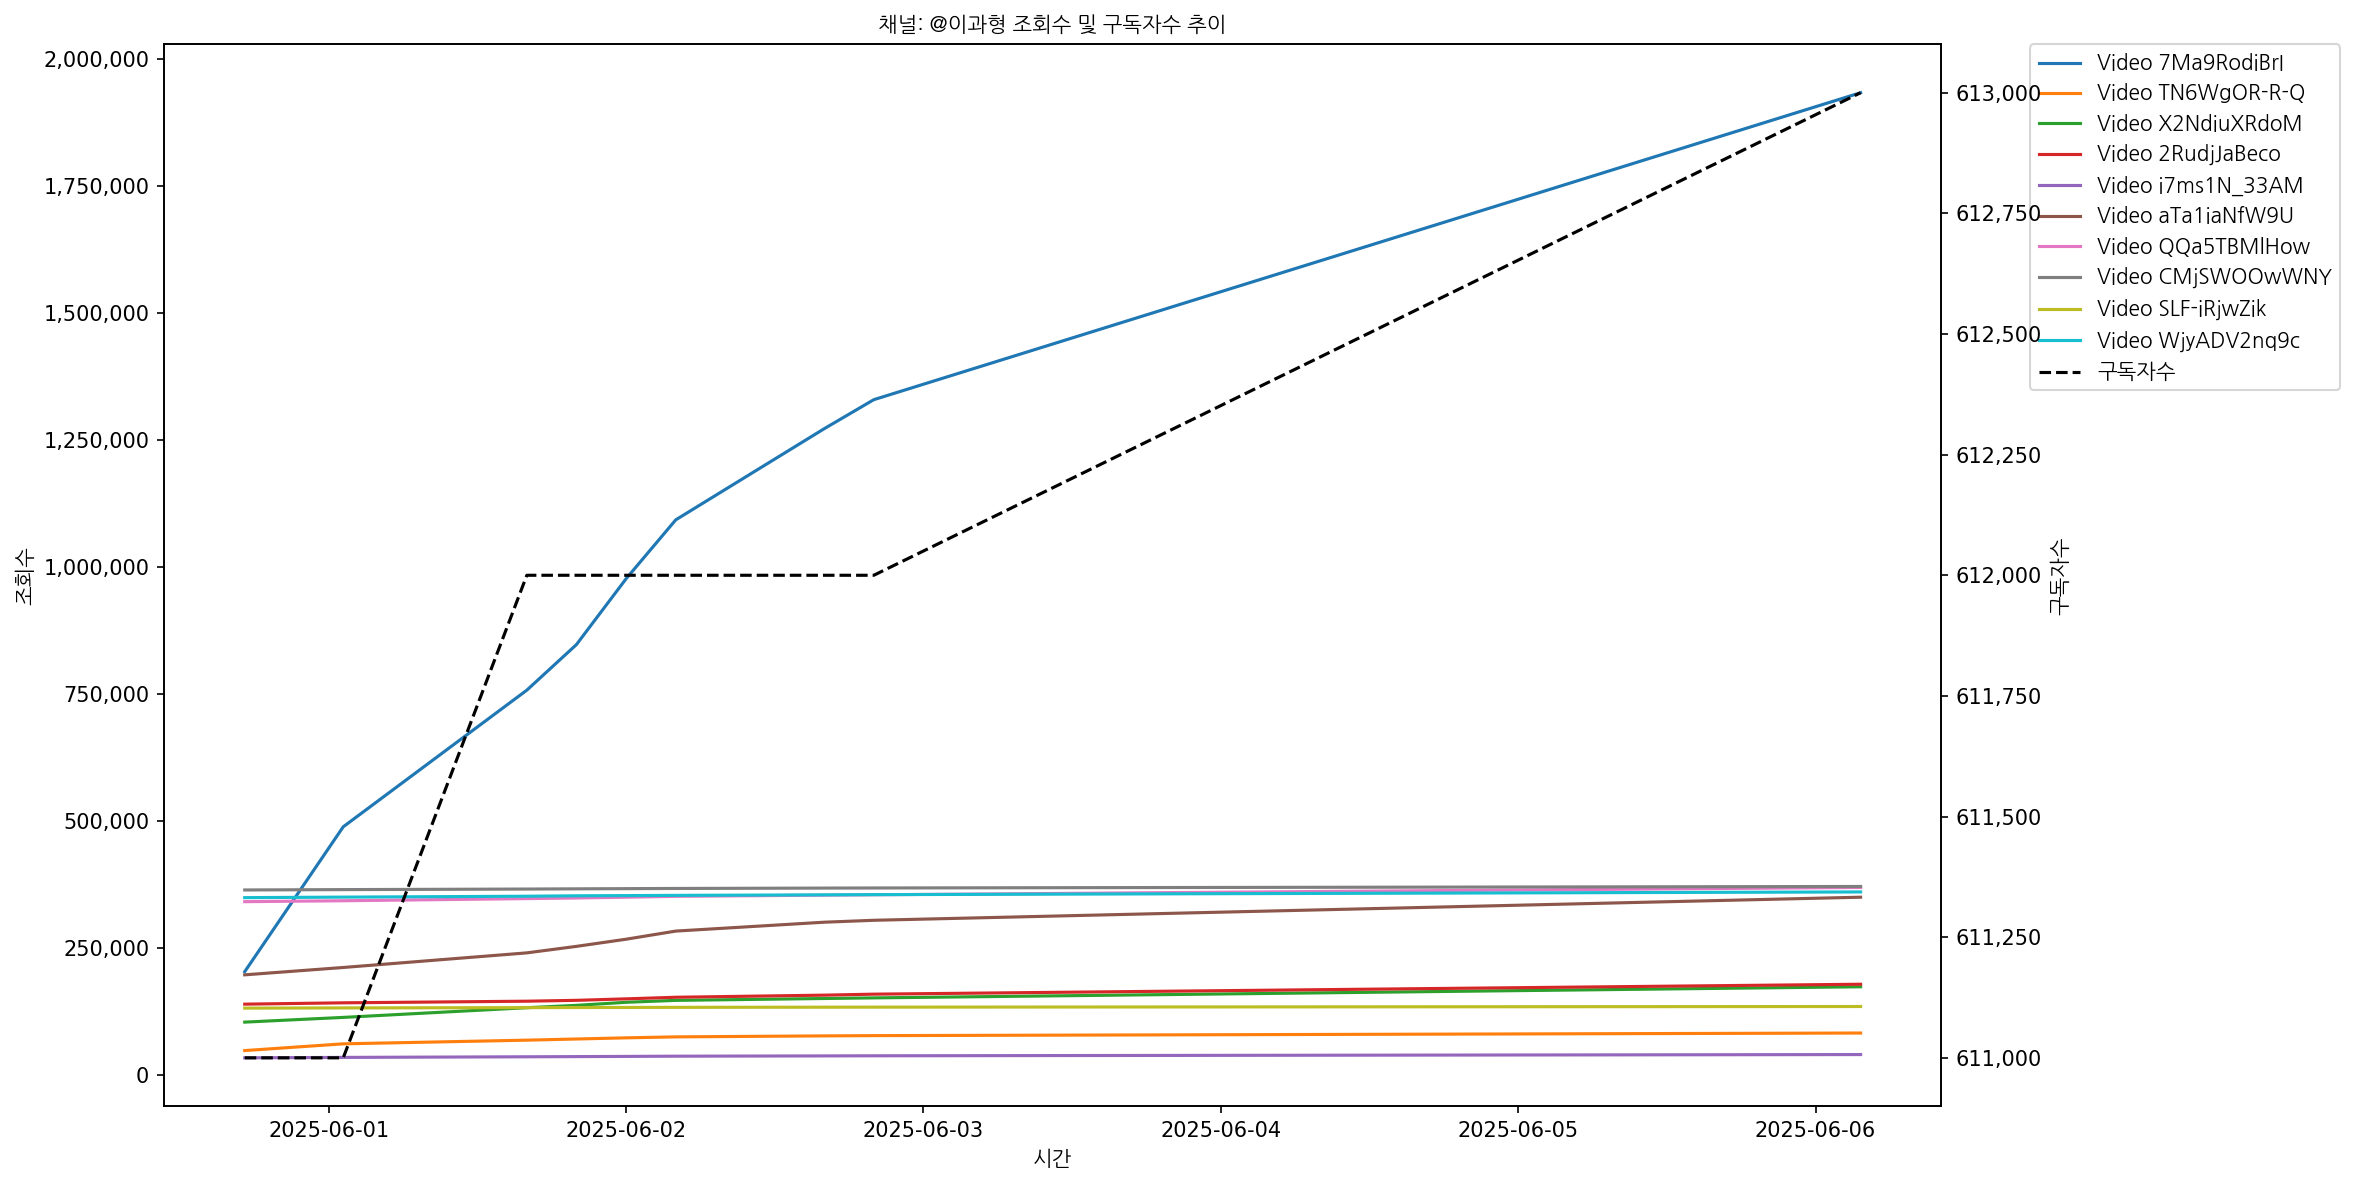 채널: @이과형 조회수 및 구독자수 추이
2,000,000
1,750,000
1,500,000
1,250,000
1,000,000
750,000
500,000
250,000
0
조회수
2025-06-01
2025-06-02
2025-06-03
2025-06-04
2025-06-05
2025-06-06
시간
613,000
612,750
612,500
612,250
612,000
611,750
611,500
611,250
611,000
구독자수
Video 7Ma9RodiBrI
Video TN6WgOR-R-Q
Video X2NdiuXRdoM
Video 2RudjJaBeco
Video i7ms1N_33AM
Video aTa1iaNfW9U
Video QQa5TBMlHow
Video CMjSWOOwWNY
Video SLF-iRjwZik
Video WjyADV2nq9c
구독자수